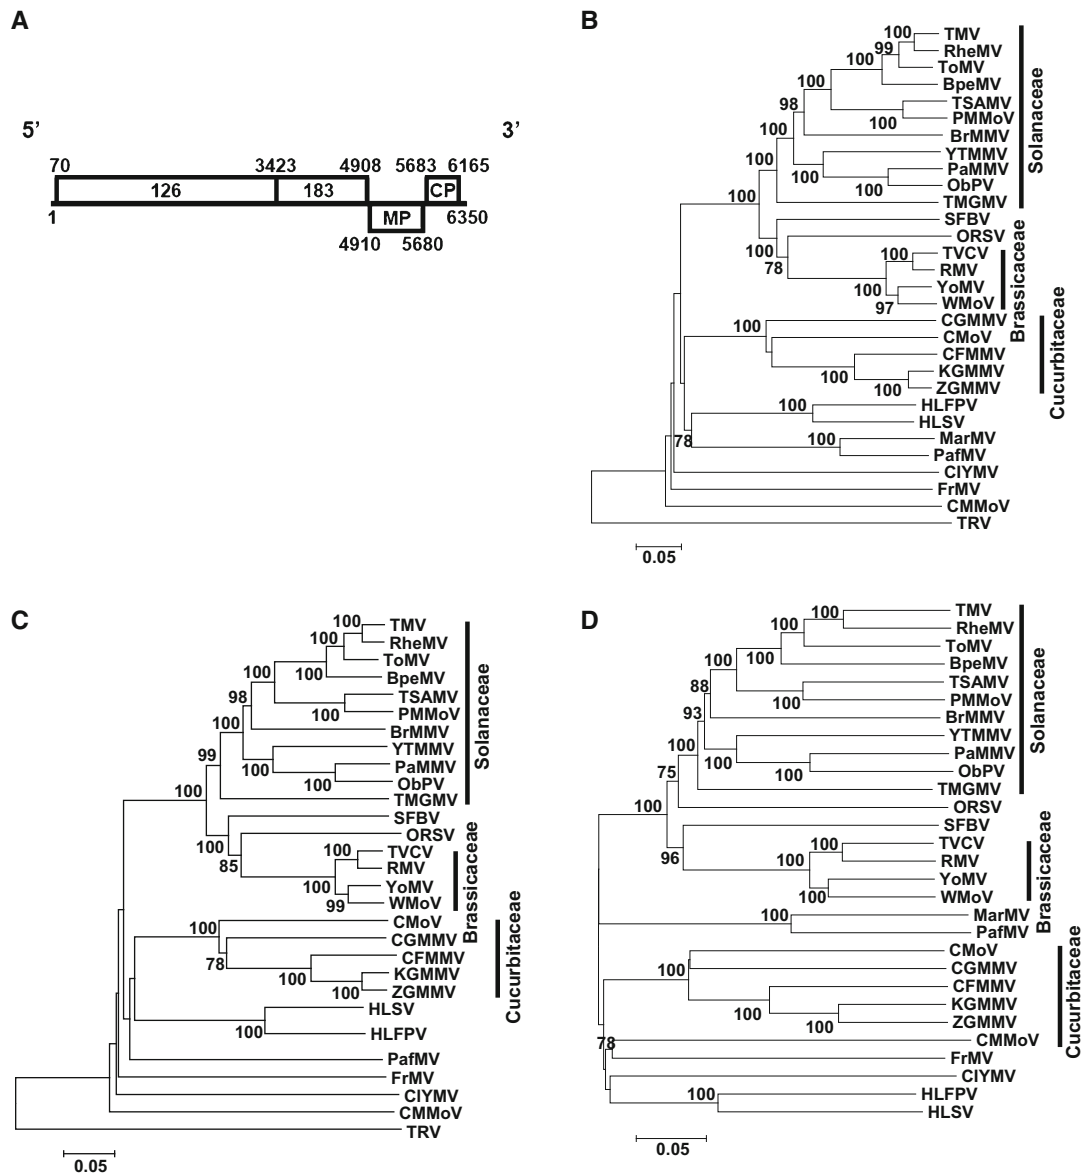 A
5’ 3’
70 3423 4908 5683 6165
126 183 CP
1 MP 6350
4910 5680
B
100 TMV
99 RheMV
100 ToMV
BpeMV
100 TSAMV
100 PMMoV
98 BrMMV
100 YTMMV
100 PaMMV
100 ObPV
100 TMGMV
100 SFBV
100 ORSV
78
100 TVCV
RMV
100 YoMV
97 WMoV
100 CGMMV
CMoV
CFMMV
100 KGMMV
100 ZGMMV
100 HLFPV
HLSV
78 100 MarMV
PafMV
ClYMV
FrMV
CMMoV
TRV
0.05
Solanaceae
Brassicaceae
Cucurbitaceae
C
100 TMV
100 RheMV
100 ToMV
100 BpeMV
TSAMV
100 PMMoV
98 BrMMV
100 YTMMV
100 PaMMV
100 ObPV
99 TMGMV
100 SFBV
100 ORSV
85
100 TVCV
RMV
100 YoMV
99 WMoV
100 CMoV
CGMMV
78 CFMMV
100 KGMMV
100 ZGMMV
HLSV
100 HLFPV
PafMV
FrMV
ClYMV
CMMoV
TRV
0.05
Solanaceae
Brassicaceae
Cucurbitaceae
D
100 TMV
100 RheMV
ToMV
100 BpeMV
100 TSAMV
100 PMMoV
88 BrMMV
93 YTMMV
100 PaMMV
100 ObPV
100 TMGMV
75 ORSV
100 SFBV
96
100 TVCV
100 RMV
YoMV
100 WMoV
100 MarMV
PafMV
CMoV
100 CGMMV
CFMMV
100 KGMMV
100 ZGMMV
78 CMMoV
FrMV
ClYMV
100 HLFPV
HLSV
0.05
Solanaceae
Brassicaceae
Cucurbitaceae